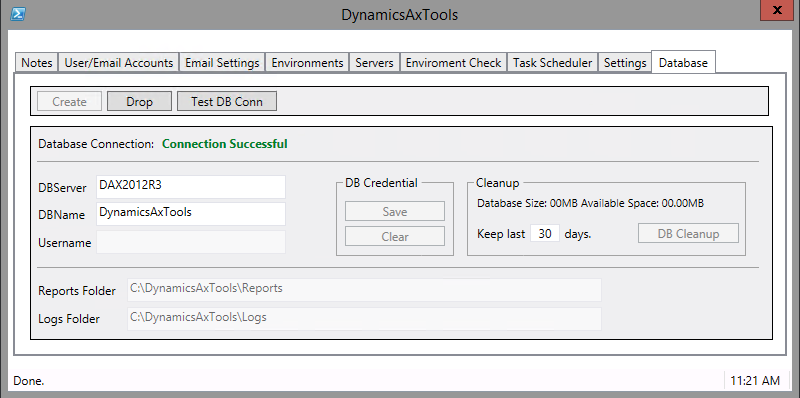 DynamicsAxTools
x
Notes User/Email Accounts Email Settings Environments Servers Enviroment Check Task Scheduler Settings Database
Create Drop Test DB Conn
Database Connection: Connection Successful
DBServer DAX2012R3
DBName DynamicsAxTools
Username
DB Credential
Save
Clear
Cleanup
Database Size: 00MB Available Space: 00.00MB
Keep last 30 days. DB Cleanup
Reports Folder C:\DynamicsAxTools\Reports
Logs Folder C:\DynamicsAxTools\Logs
Done. 11:21 AM